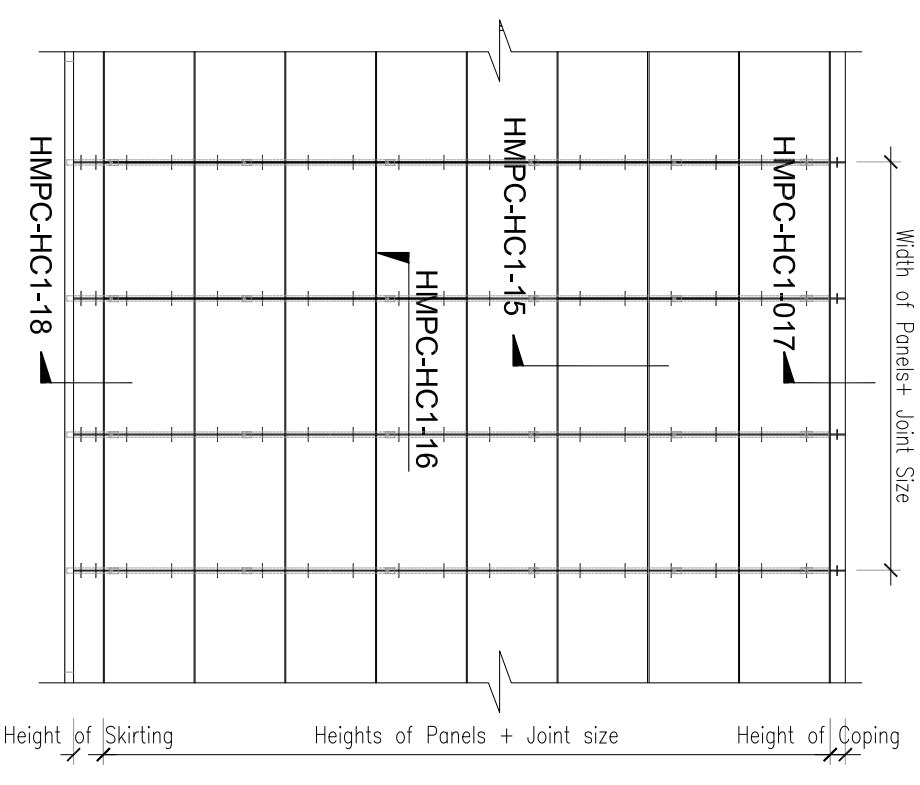 HMPC-HC1-18
HMPC-HC1-16
HMPC-HC1-15
HMPC-HC1-017
Width of Panels+ Joint Size
Height of Skirting
Heights of Panels + Joint size
Height of Coping